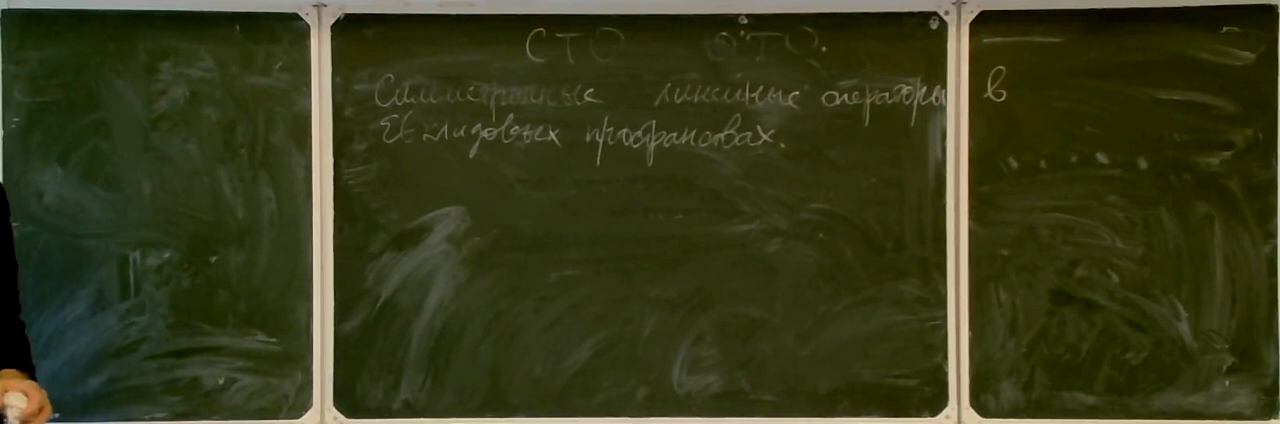 СТО ОТО.
Симметричные линейные операторы в
Евклидовых пространствах.